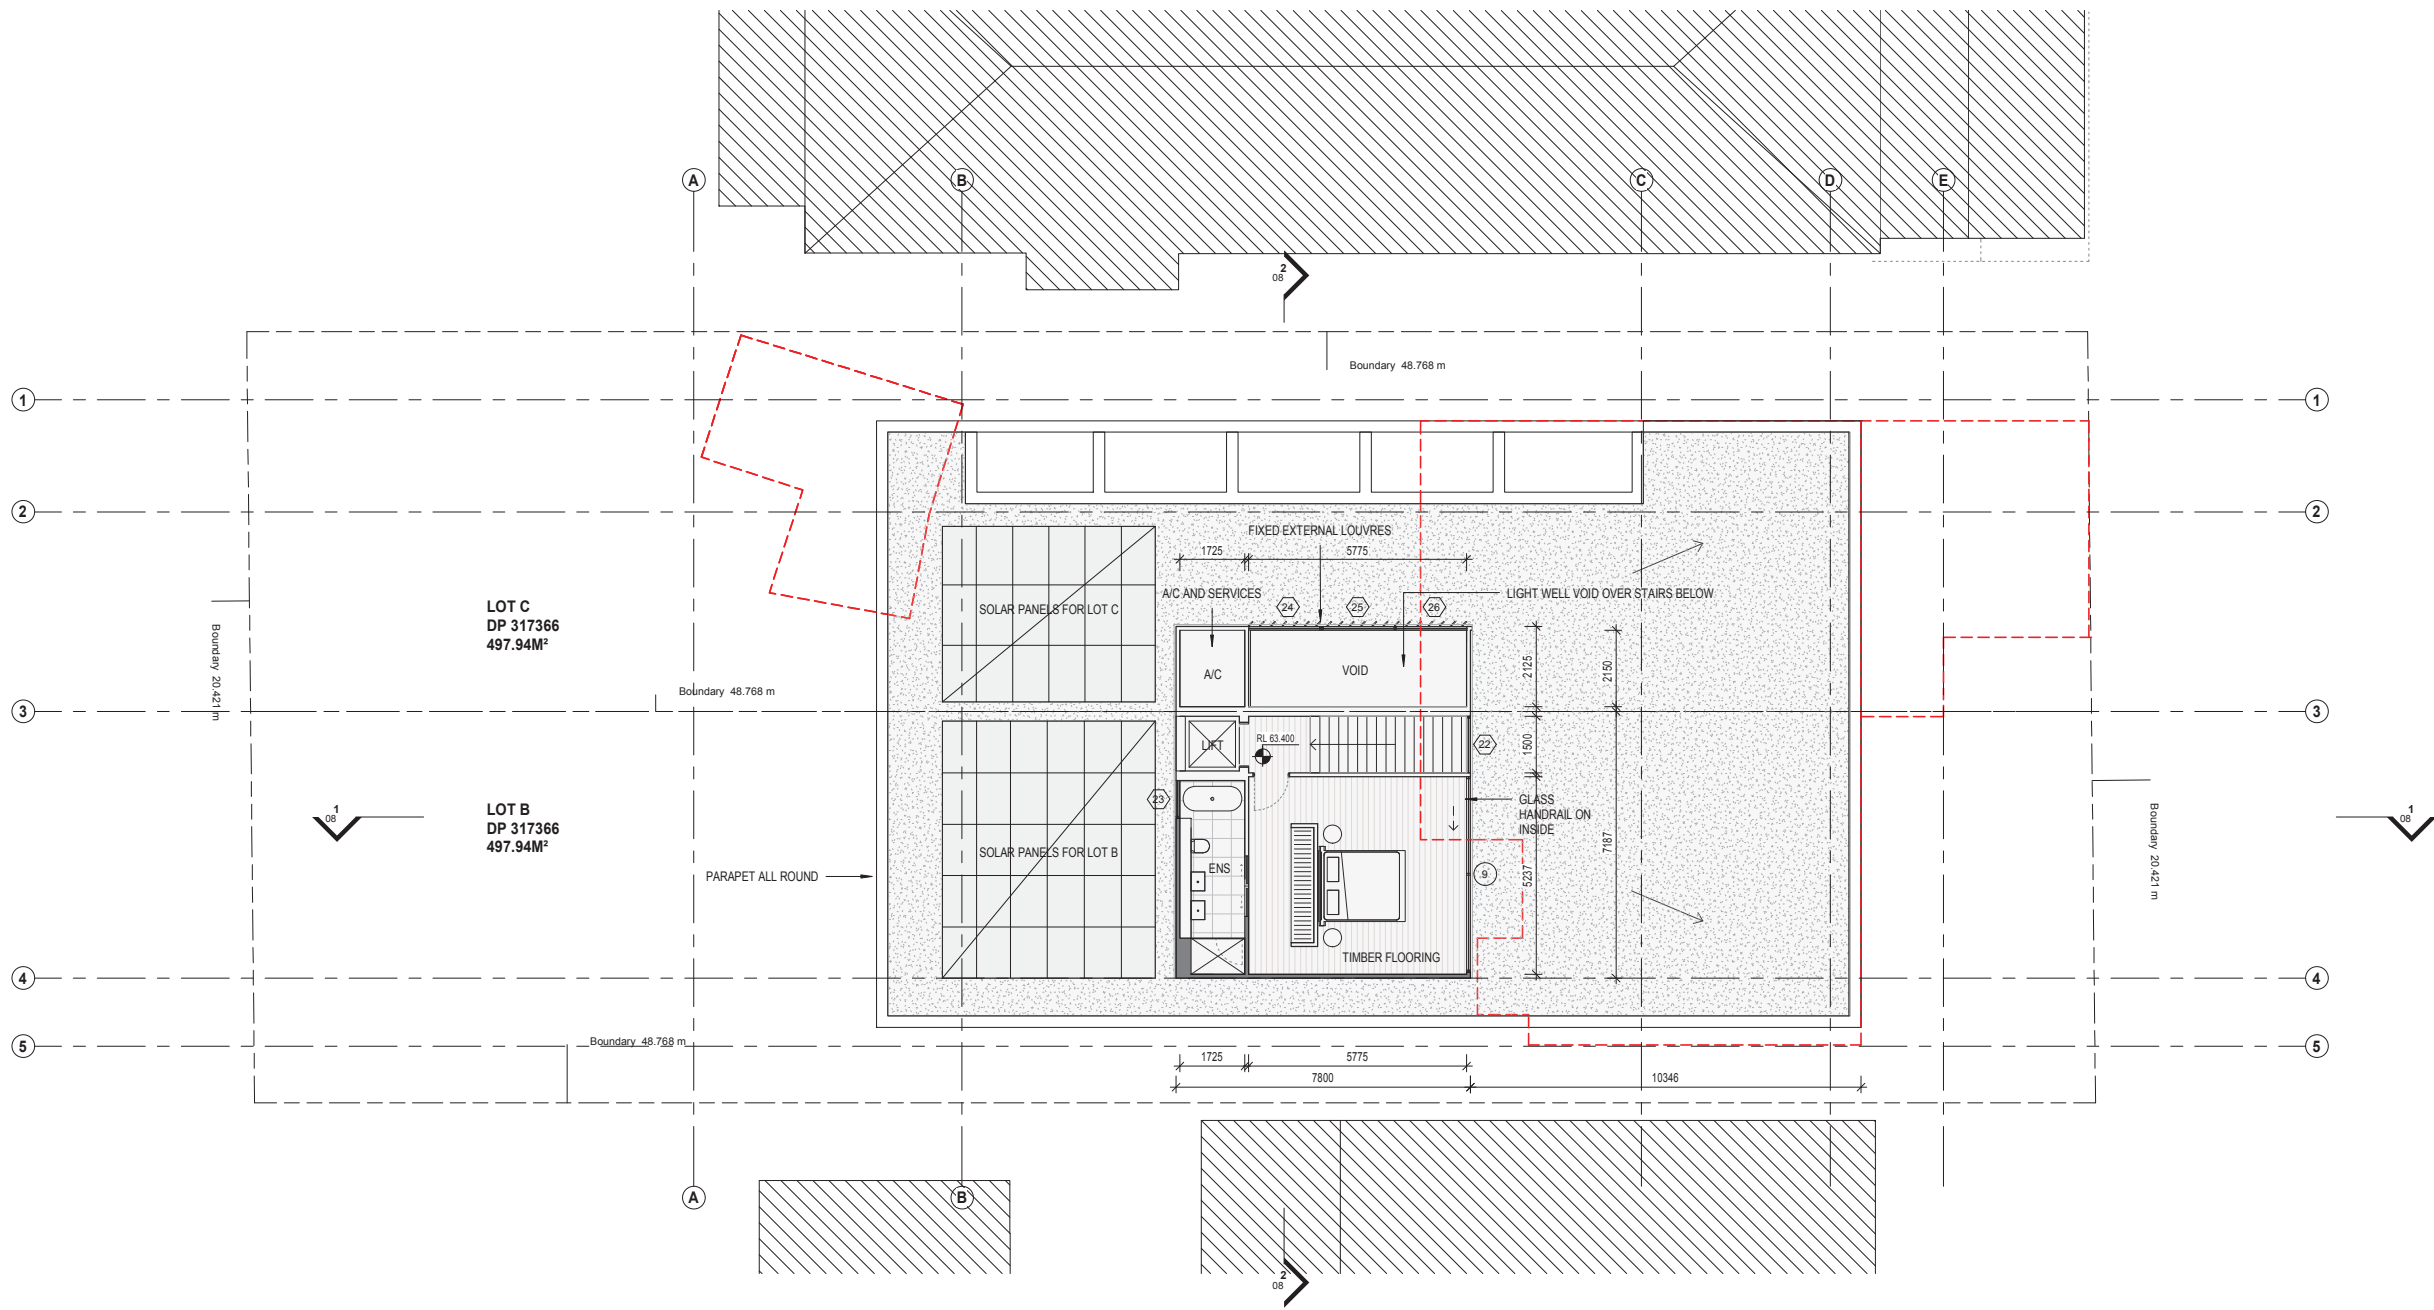 A
B
C
D
E
2
08
Boundary 48.768 m
1
1
2
2
FIXED EXTERNAL LOUVRES
1725
5775
A/C AND SERVICES
24
25
26
LIGHT WELL VOID OVER STAIRS BELOW
SOLAR PANELS FOR LOT C
LOT C
DP 317366
497.94M²
Boundary 20.421 m
A/C
VOID
2125
2150
Boundary 48.768 m
3
3
LIFT
RL 63.400
22
1500
23
GLASS
HANDRAIL ON
INSIDE
LOT B
DP 317366
497.94M²
1
08
1
08
Boundary 20.421 m
SOLAR PANELS FOR LOT B
PARAPET ALL ROUND
ENS
9
5237
7187
TIMBER FLOORING
4
4
Boundary 48.768 m
5
5
1725
5775
7800
10346
A
B
2
08